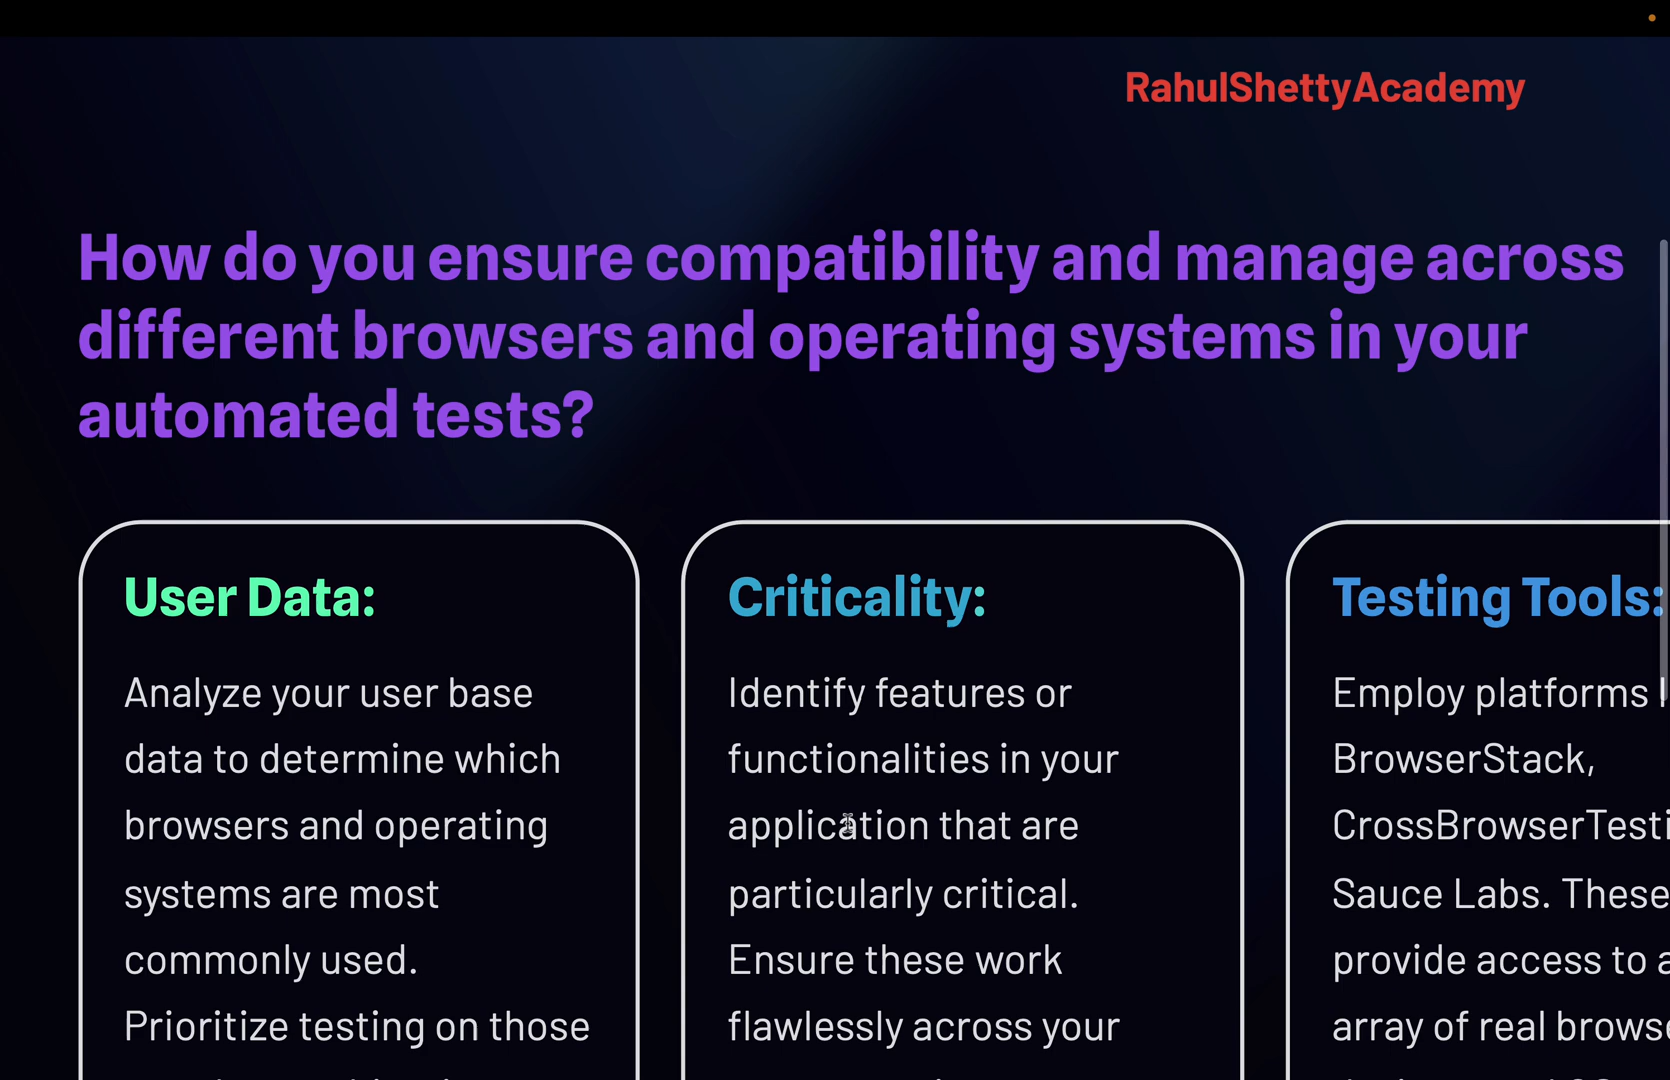 RahulShettyAcademy
How do you ensure compatibility and manage across
different browsers and operating systems in your
automated tests?
User Data:
Analyze your user base
data to determine which
browsers and operating
systems are most
commonly used.
Prioritize testing on those
Criticality:
Identify features or
functionalities in your
application that are
particularly critical.
Ensure these work
flawlessly across your
Testing Tools:
Employ platforms
BrowserStack,
CrossBrowserTesti
Sauce Labs. These
provide access to a
array of real browse